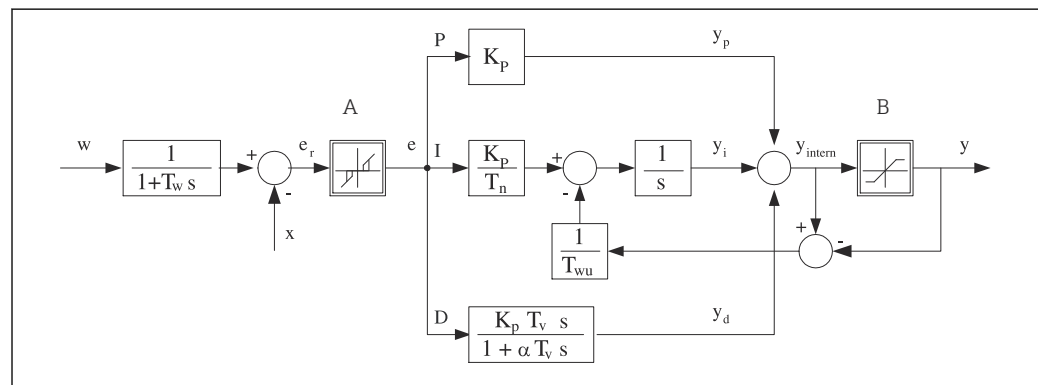 P
y_p
K_P
A
B
w
1
1+T_w s
+
-
e_r
x
e
I
K_P
T_n
+
-
1
s
y_i
y_intern
y
+
-
1
T_wu
D
K_p T_v s
1 + α T_v s
y_d